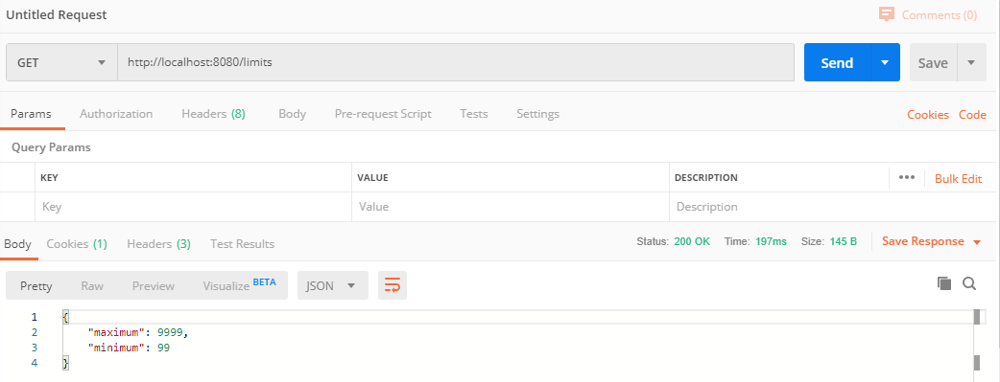 Untitled Request Comments (0)
GET http://localhost:8080/limits Send Save
Params Authorization Headers (8) Body Pre-request Script Tests Settings Cookies Code
Query Params
KEY VALUE DESCRIPTION ••• Bulk Edit
Key Value Description
Body Cookies (1) Headers (3) Test Results Status: 200 OK Time: 197ms Size: 145 B Save Response
Pretty Raw Preview Visualize BETA JSON
1 {
2 "maximum": 9999,
3 "minimum": 99
4 }